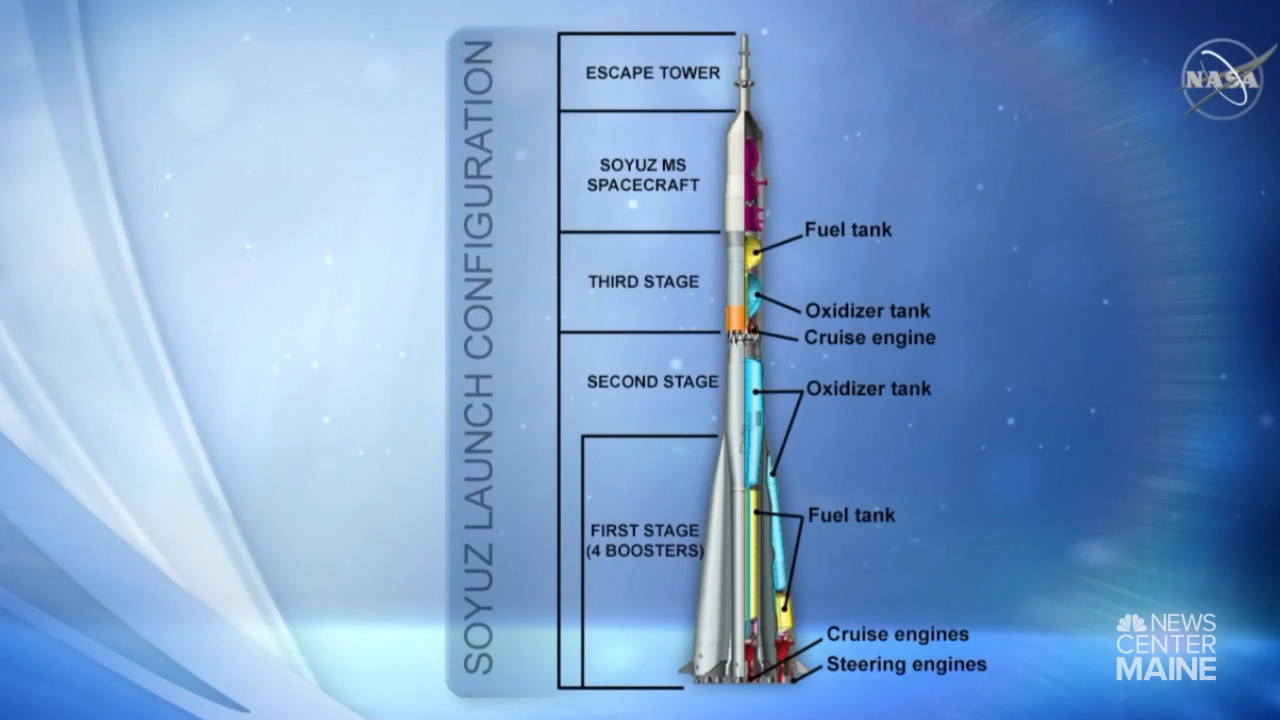 SOYUZ LAUNCH CONFIGURATION
ESCAPE TOWER
SOYUZ MS
SPACECRAFT
THIRD STAGE
SECOND STAGE
FIRST STAGE
(4 BOOSTERS)
Fuel tank
Oxidizer tank
Cruise engine
Oxidizer tank
Fuel tank
Cruise engines
Steering engines
NASA
NEWS
CENTER
MAINE